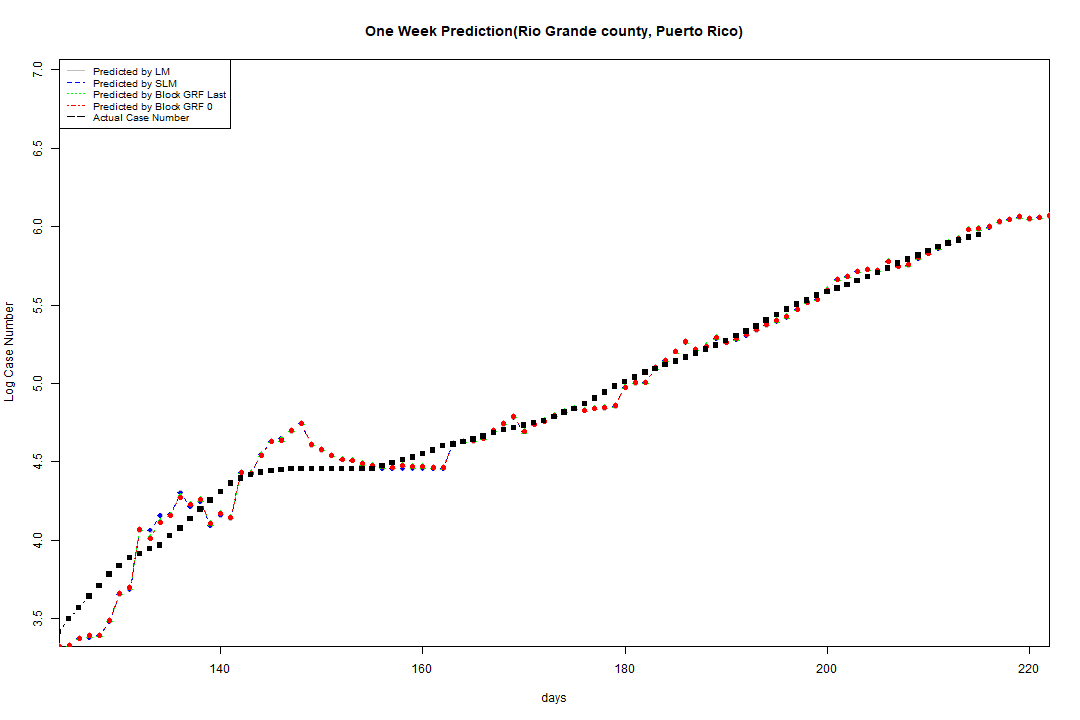 One Week Prediction(Rio Grande county, Puerto Rico)
Predicted by LM
Predicted by SLM
Predicted by Block GRF Last
Predicted by Block GRF 0
Actual Case Number
7.0
6.5
6.0
5.5
5.0
4.5
4.0
3.5
Log Case Number
140 160 180 200 220
days